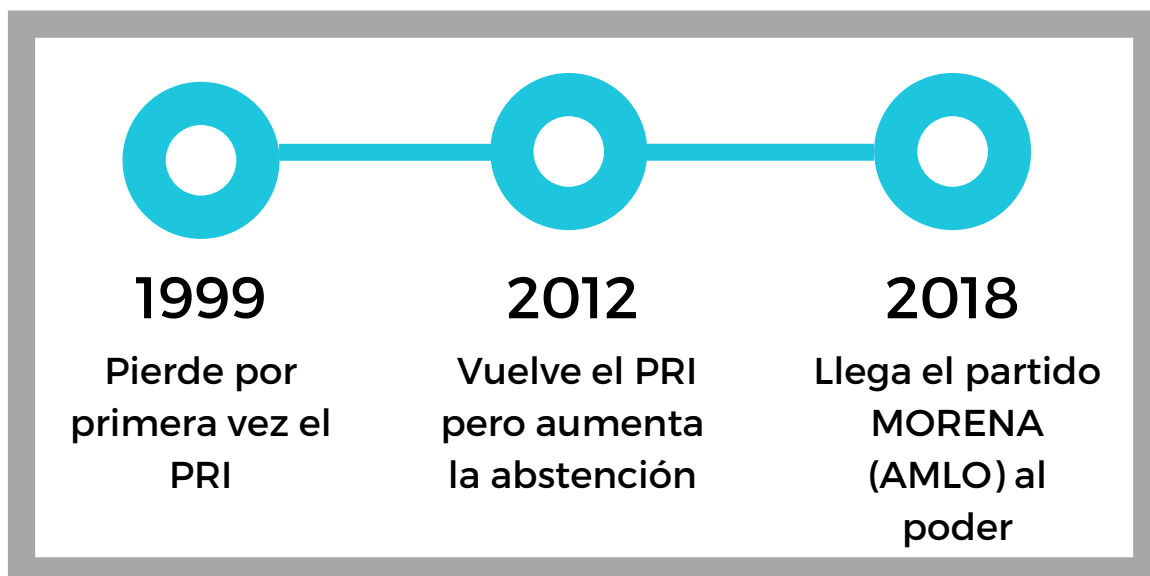 1999
Pierde por
primera vez el
PRI
2012
Vuelve el PRI
pero aumenta
la abstención
2018
Llega el partido
MORENA
(AMLO) al
poder